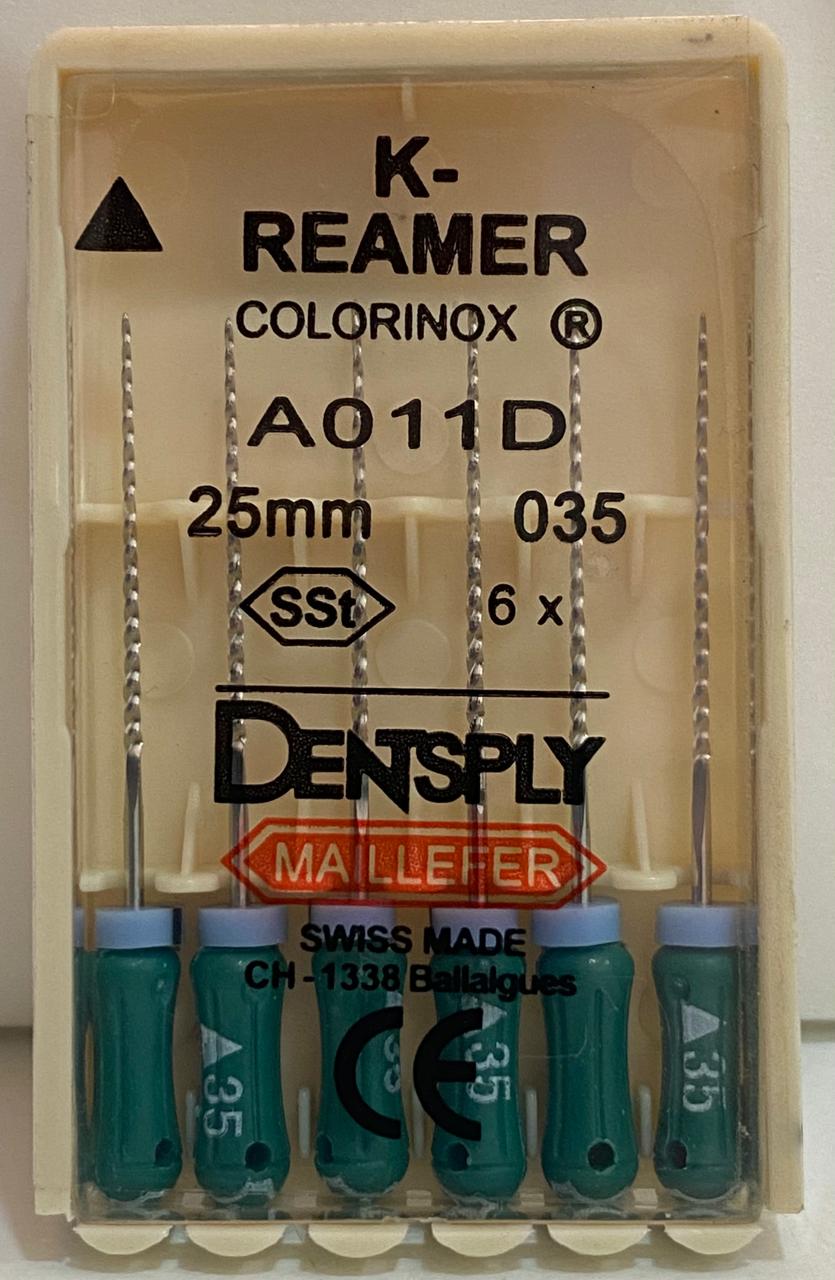 K-
REAMER
COLORINOX ®
A011D
25mm 035
SSt 6 x
DENTSPLY
MAILLEFER
SWISS MADE
CH-1338 Ballaigues
CE
35
35
35
35